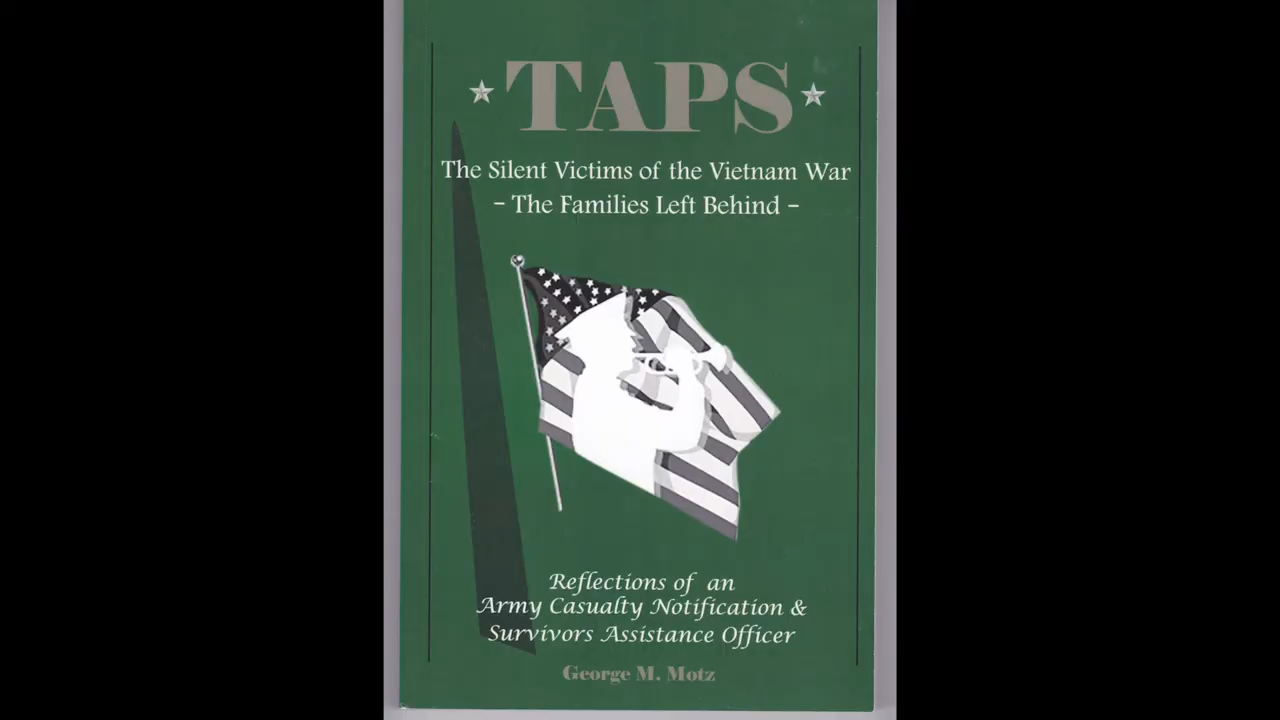 TAPS
The Silent Victims of the Vietnam War
- The Families Left Behind -
Reflections of an
Army Casualty Notification &
Survivors Assistance Officer
George M. Motz